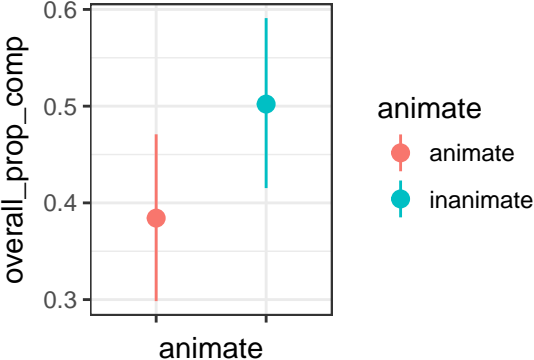 overall_prop_comp
0.6
0.5
0.4
0.3
animate
animate
animate
inanimate